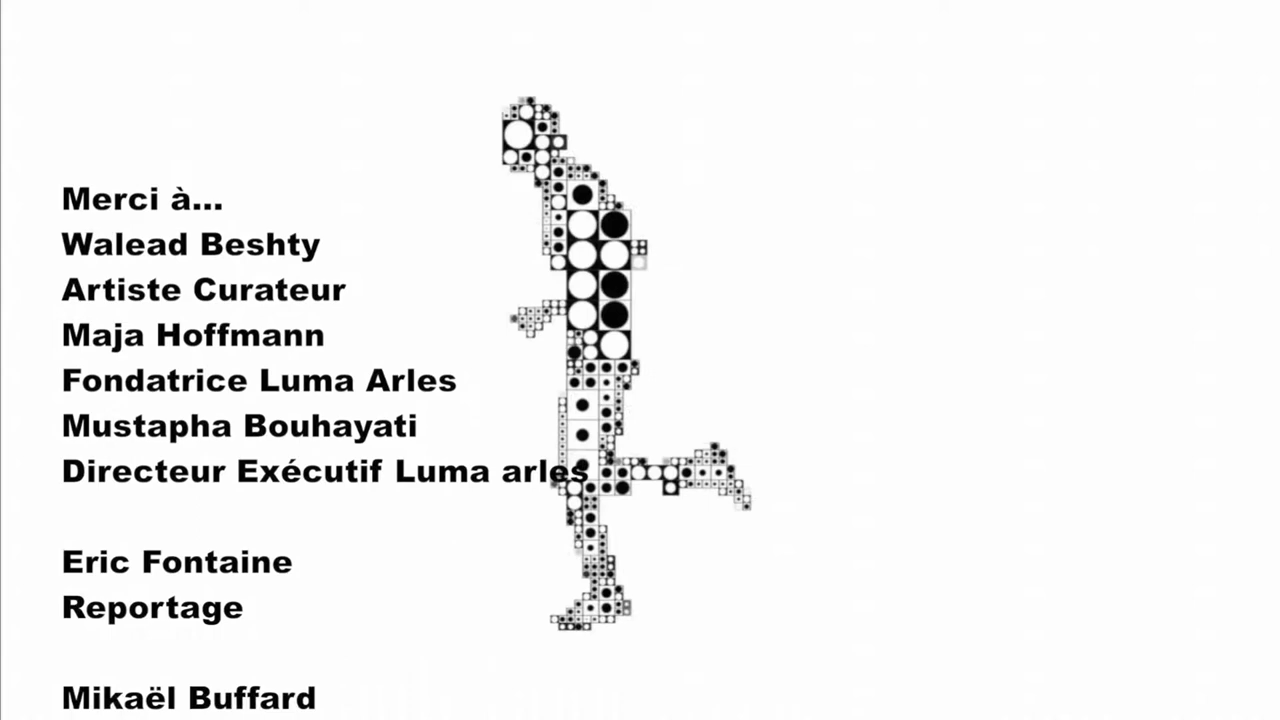 Merci à...
Walead Beshty
Artiste Curateur
Maja Hoffmann
Fondatrice Luma Arles
Mustapha Bouhayati
Directeur Exécutif Luma arles
Eric Fontaine
Reportage
Mikaël Buffard